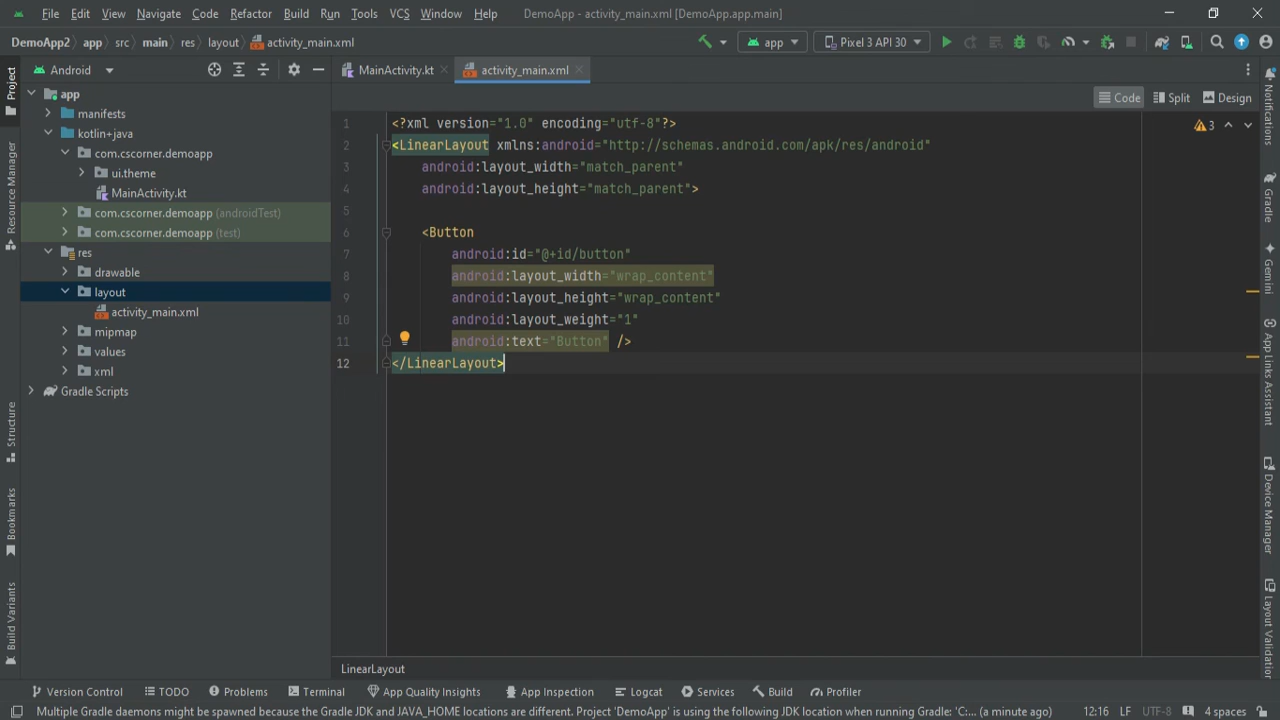 File Edit View Navigate Code Refactor Build Run Tools VCS Window Help DemoApp - activity_main.xml [DemoApp.app.main]
DemoApp2 app src main res layout activity_main.xml app Pixel 3 API 30
Android
MainActivity.kt activity_main.xml
Code Split Design
Project
Resource Manager
Structure
Bookmarks
Build Variants
app
manifests
kotlin+java
com.cscorner.demoapp
ui.theme
MainActivity.kt
com.cscorner.demoapp (androidTest)
com.cscorner.demoapp (test)
res
drawable
layout
activity_main.xml
mipmap
values
xml
Gradle Scripts
1 <?xml version="1.0" encoding="utf-8"?>
2 <LinearLayout xmlns:android="http://schemas.android.com/apk/res/android"
3 android:layout_width="match_parent"
4 android:layout_height="match_parent">
5
6 <Button
7 android:id="@+id/button"
8 android:layout_width="wrap_content"
9 android:layout_height="wrap_content"
10 android:layout_weight="1"
11 android:text="Button" />
12 </LinearLayout>
3
Notifications
Gradle
Gemini
App Links Assistant
Device Manager
Layout Validation
LinearLayout
Version Control TODO Problems Terminal App Quality Insights App Inspection Logcat Services Build Profiler
Multiple Gradle daemons might be spawned because the Gradle JDK and JAVA_HOME locations are different. Project 'DemoApp' is using the following JDK location when running Gradle: 'C:... (a minute ago) 12:16 LF UTF-8 4 spaces